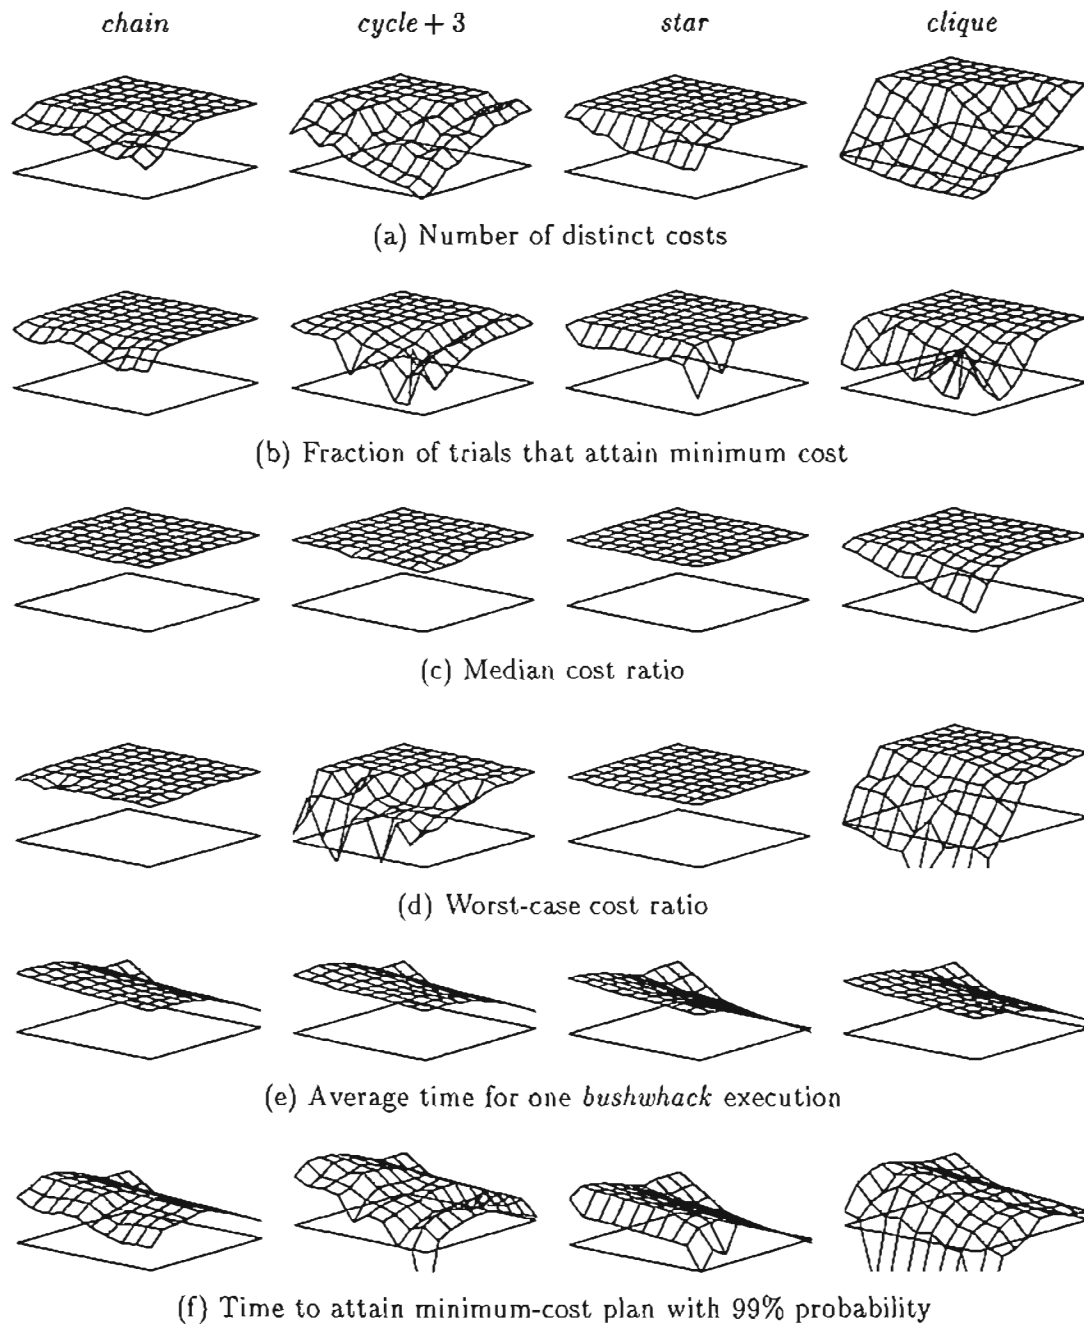 chain cycle + 3 star clique
(a) Number of distinct costs
(b) Fraction of trials that attain minimum cost
(c) Median cost ratio
(d) Worst-case cost ratio
(e) Average time for one bushwhack execution
(f) Time to attain minimum-cost plan with 99% probability